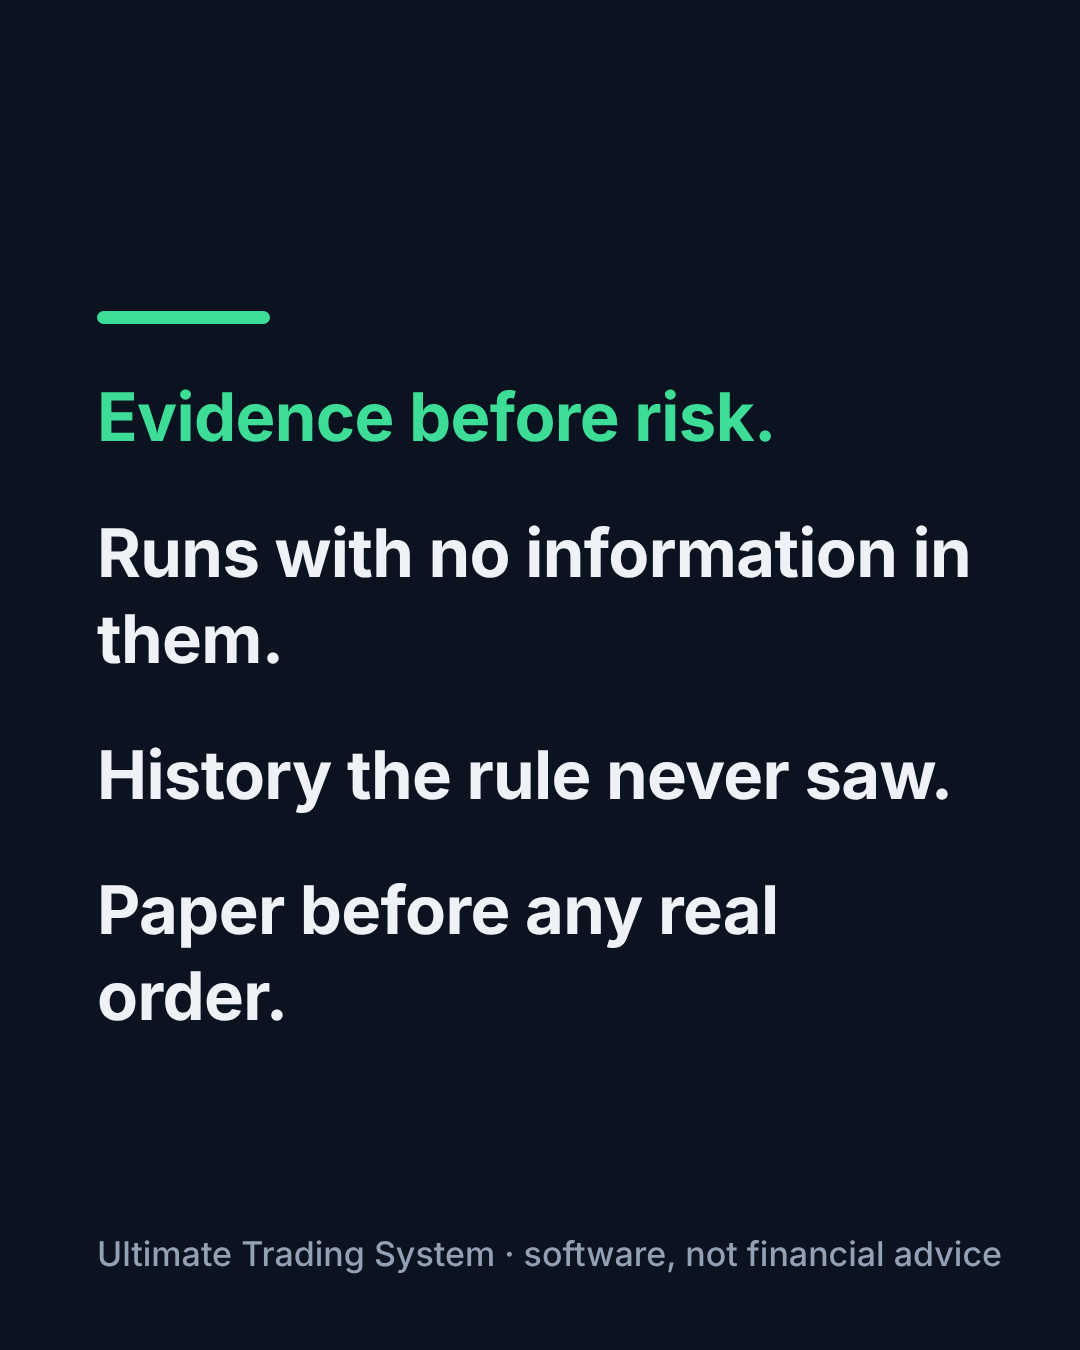 Evidence before risk.
Runs with no information in
them.
History the rule never saw.
Paper before any real
order.
Ultimate Trading System · software, not financial advice